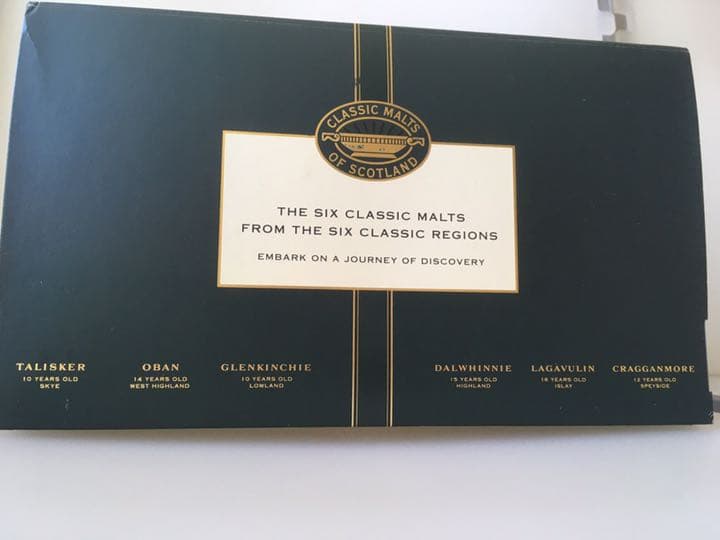 CLASSIC MALTS
OF SCOTLAND
THE SIX CLASSIC MALTS
FROM THE SIX CLASSIC REGIONS
EMBARK ON A JOURNEY OF DISCOVERY
TALISKER
10 YEARS OLD
SKYE
OBAN
14 YEARS OLD
WEST HIGHLAND
GLENKINCHIE
10 YEARS OLD
LOWLAND
DALWHINNIE
15 YEARS OLD
HIGHLAND
LAGAVULIN
16 YEARS OLD
ISLAY
CRAGGANMORE
12 YEARS OLD
SPEYSIDE